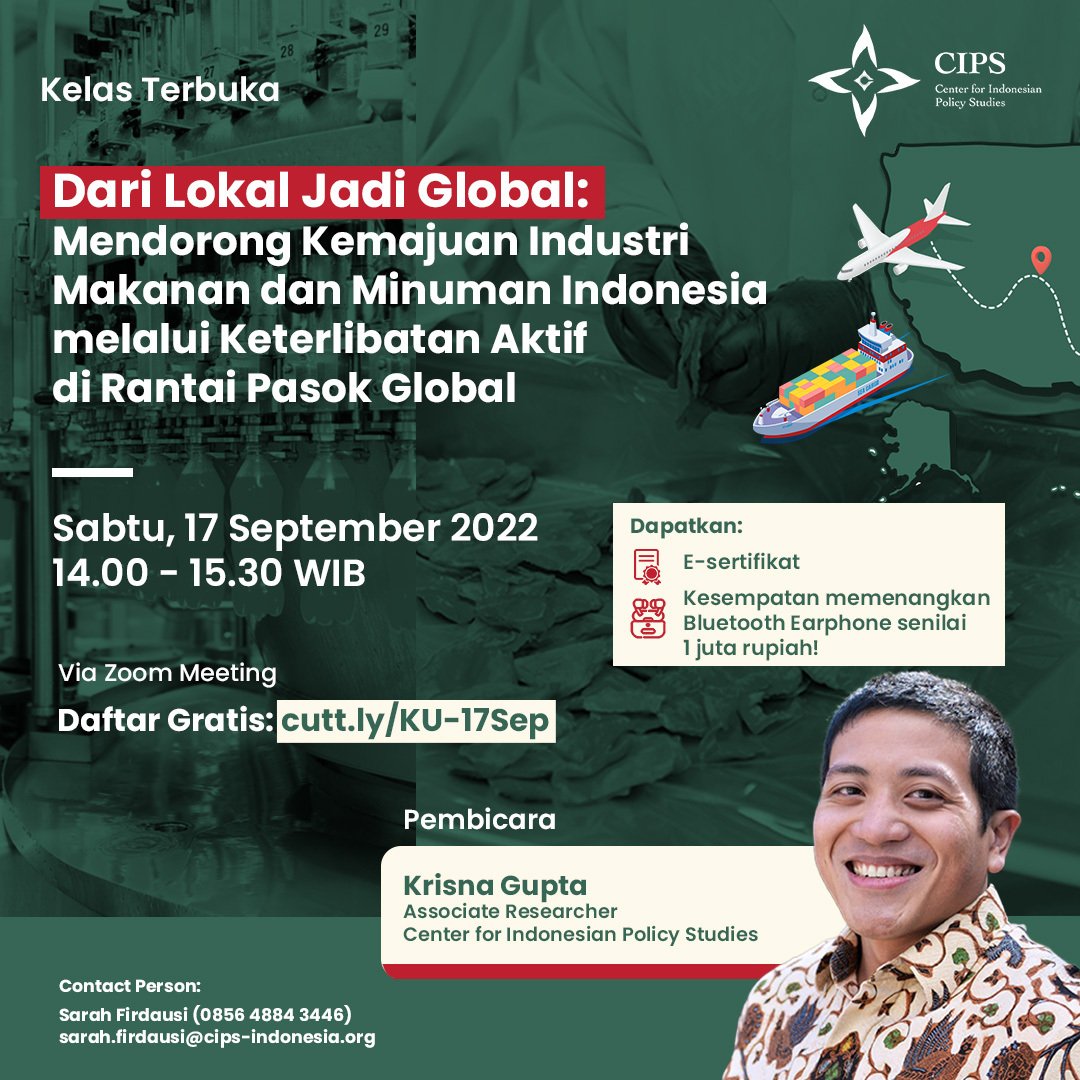 Kelas Terbuka
CIPS
Center for Indonesian
Policy Studies
Dari Lokal Jadi Global:
Mendorong Kemajuan Industri
Makanan dan Minuman Indonesia
melalui Keterlibatan Aktif
di Rantai Pasok Global
Sabtu, 17 September 2022
14.00 - 15.30 WIB
Dapatkan:
E-sertifikat
Kesempatan memenangkan
Bluetooth Earphone senilai
1 juta rupiah!
Via Zoom Meeting
Daftar Gratis: cutt.ly/KU-17Sep
Pembicara
Krisna Gupta
Associate Researcher
Center for Indonesian Policy Studies
Contact Person:
Sarah Firdausi (0856 4884 3446)
sarah.firdausi@cips-indonesia.org
27
28
29